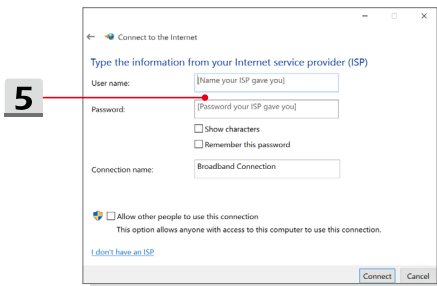 Connect to the Internet
Type the information from your Internet service provider (ISP)
User name:
[Name your ISP gave you]
5
Password:
[Password your ISP gave you]
Show characters
Remember this password
Connection name:
Broadband Connection
Allow other people to use this connection
This option allows anyone with access to this computer to use this connection.
I don't have an ISP
Connect
Cancel